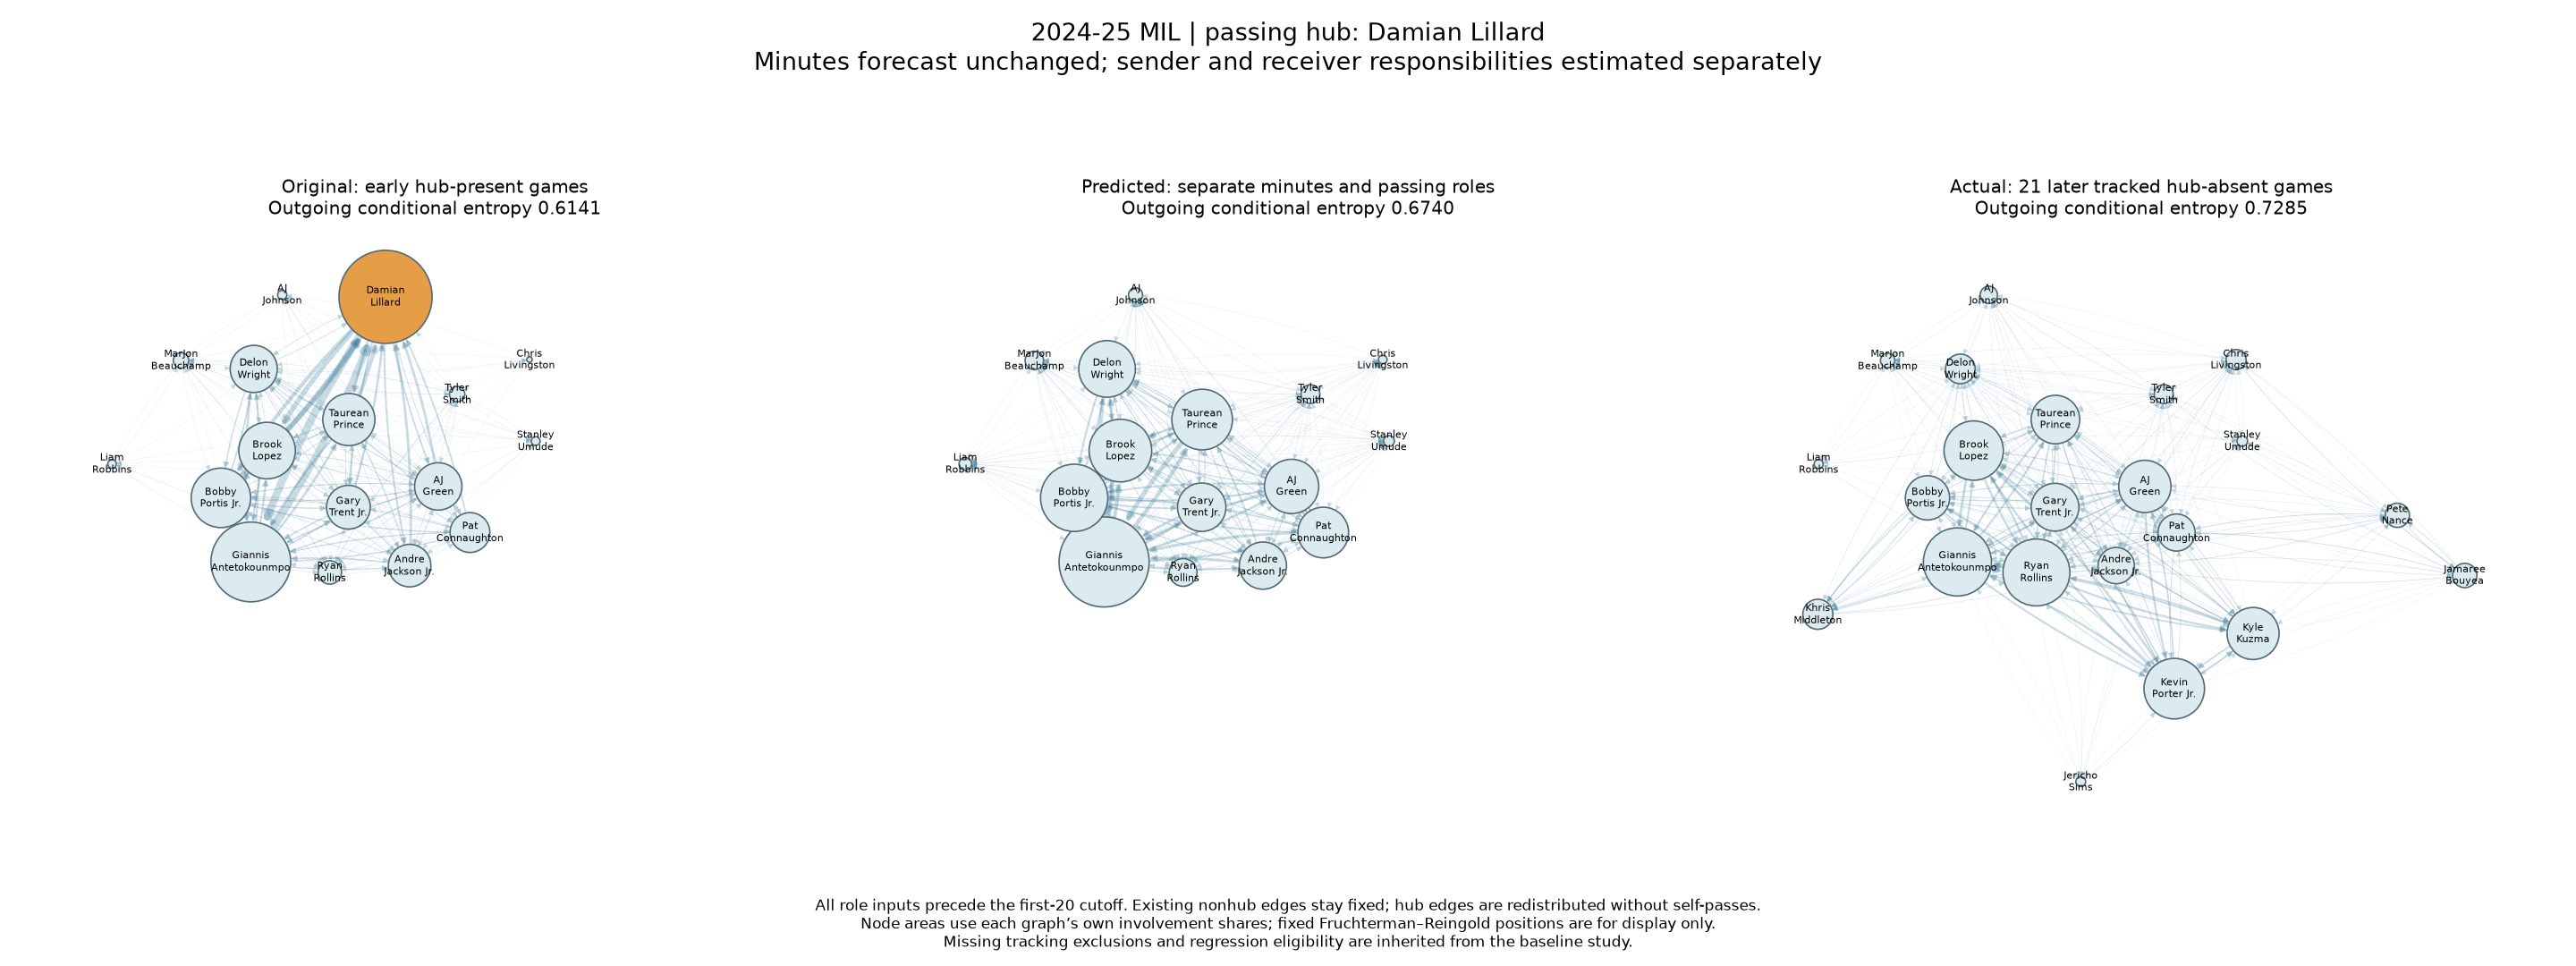 2024-25 MIL | passing hub: Damian Lillard
Minutes forecast unchanged; sender and receiver responsibilities estimated separately
Original: early hub-present games
Outgoing conditional entropy 0.6141
Damian
Lillard
AJ
Johnson
Marjon
Beauchamp
Delon
Wright
Chris
Livingston
Tyler
Smith
Taurean
Prince
Stanley
Umude
Brook
Lopez
Liam
Robbins
AJ
Green
Bobby
Portis Jr.
Gary
Trent Jr.
Pat
Connaughton
Giannis
Antetokounmpo
Ryan
Rollins
Andre
Jackson Jr.
Predicted: separate minutes and passing roles
Outgoing conditional entropy 0.6740
AJ
Johnson
Marjon
Beauchamp
Delon
Wright
Chris
Livingston
Tyler
Smith
Taurean
Prince
Stanley
Umude
Brook
Lopez
Liam
Robbins
AJ
Green
Bobby
Portis Jr.
Gary
Trent Jr.
Pat
Connaughton
Giannis
Antetokounmpo
Ryan
Rollins
Andre
Jackson Jr.
Actual: 21 later tracked hub-absent games
Outgoing conditional entropy 0.7285
AJ
Johnson
Marjon
Beauchamp
Delon
Wright
Chris
Livingston
Tyler
Smith
Taurean
Prince
Stanley
Umude
Brook
Lopez
Liam
Robbins
AJ
Green
Bobby
Portis Jr.
Gary
Trent Jr.
Pete
Nance
Pat
Connaughton
Giannis
Antetokounmpo
Ryan
Rollins
Andre
Jackson Jr.
Jamaree
Bouyea
Khris
Middleton
Kyle
Kuzma
Kevin
Porter Jr.
Jericho
Sims
All role inputs precede the first-20 cutoff. Existing nonhub edges stay fixed; hub edges are redistributed without self-passes.
Node areas use each graph’s own involvement shares; fixed Fruchterman–Reingold positions are for display only.
Missing tracking exclusions and regression eligibility are inherited from the baseline study.